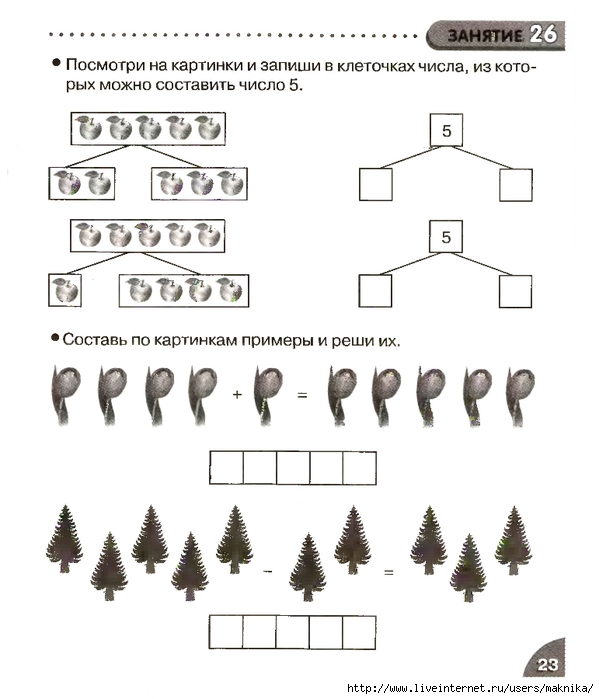 ЗАНЯТИЕ 26
• Посмотри на картинки и запиши в клеточках числа, из кото-
рых можно составить число 5.
5
5
• Составь по картинкам примеры и реши их.
+ =
- =
23
http://www.liveinternet.ru/users/maknika/